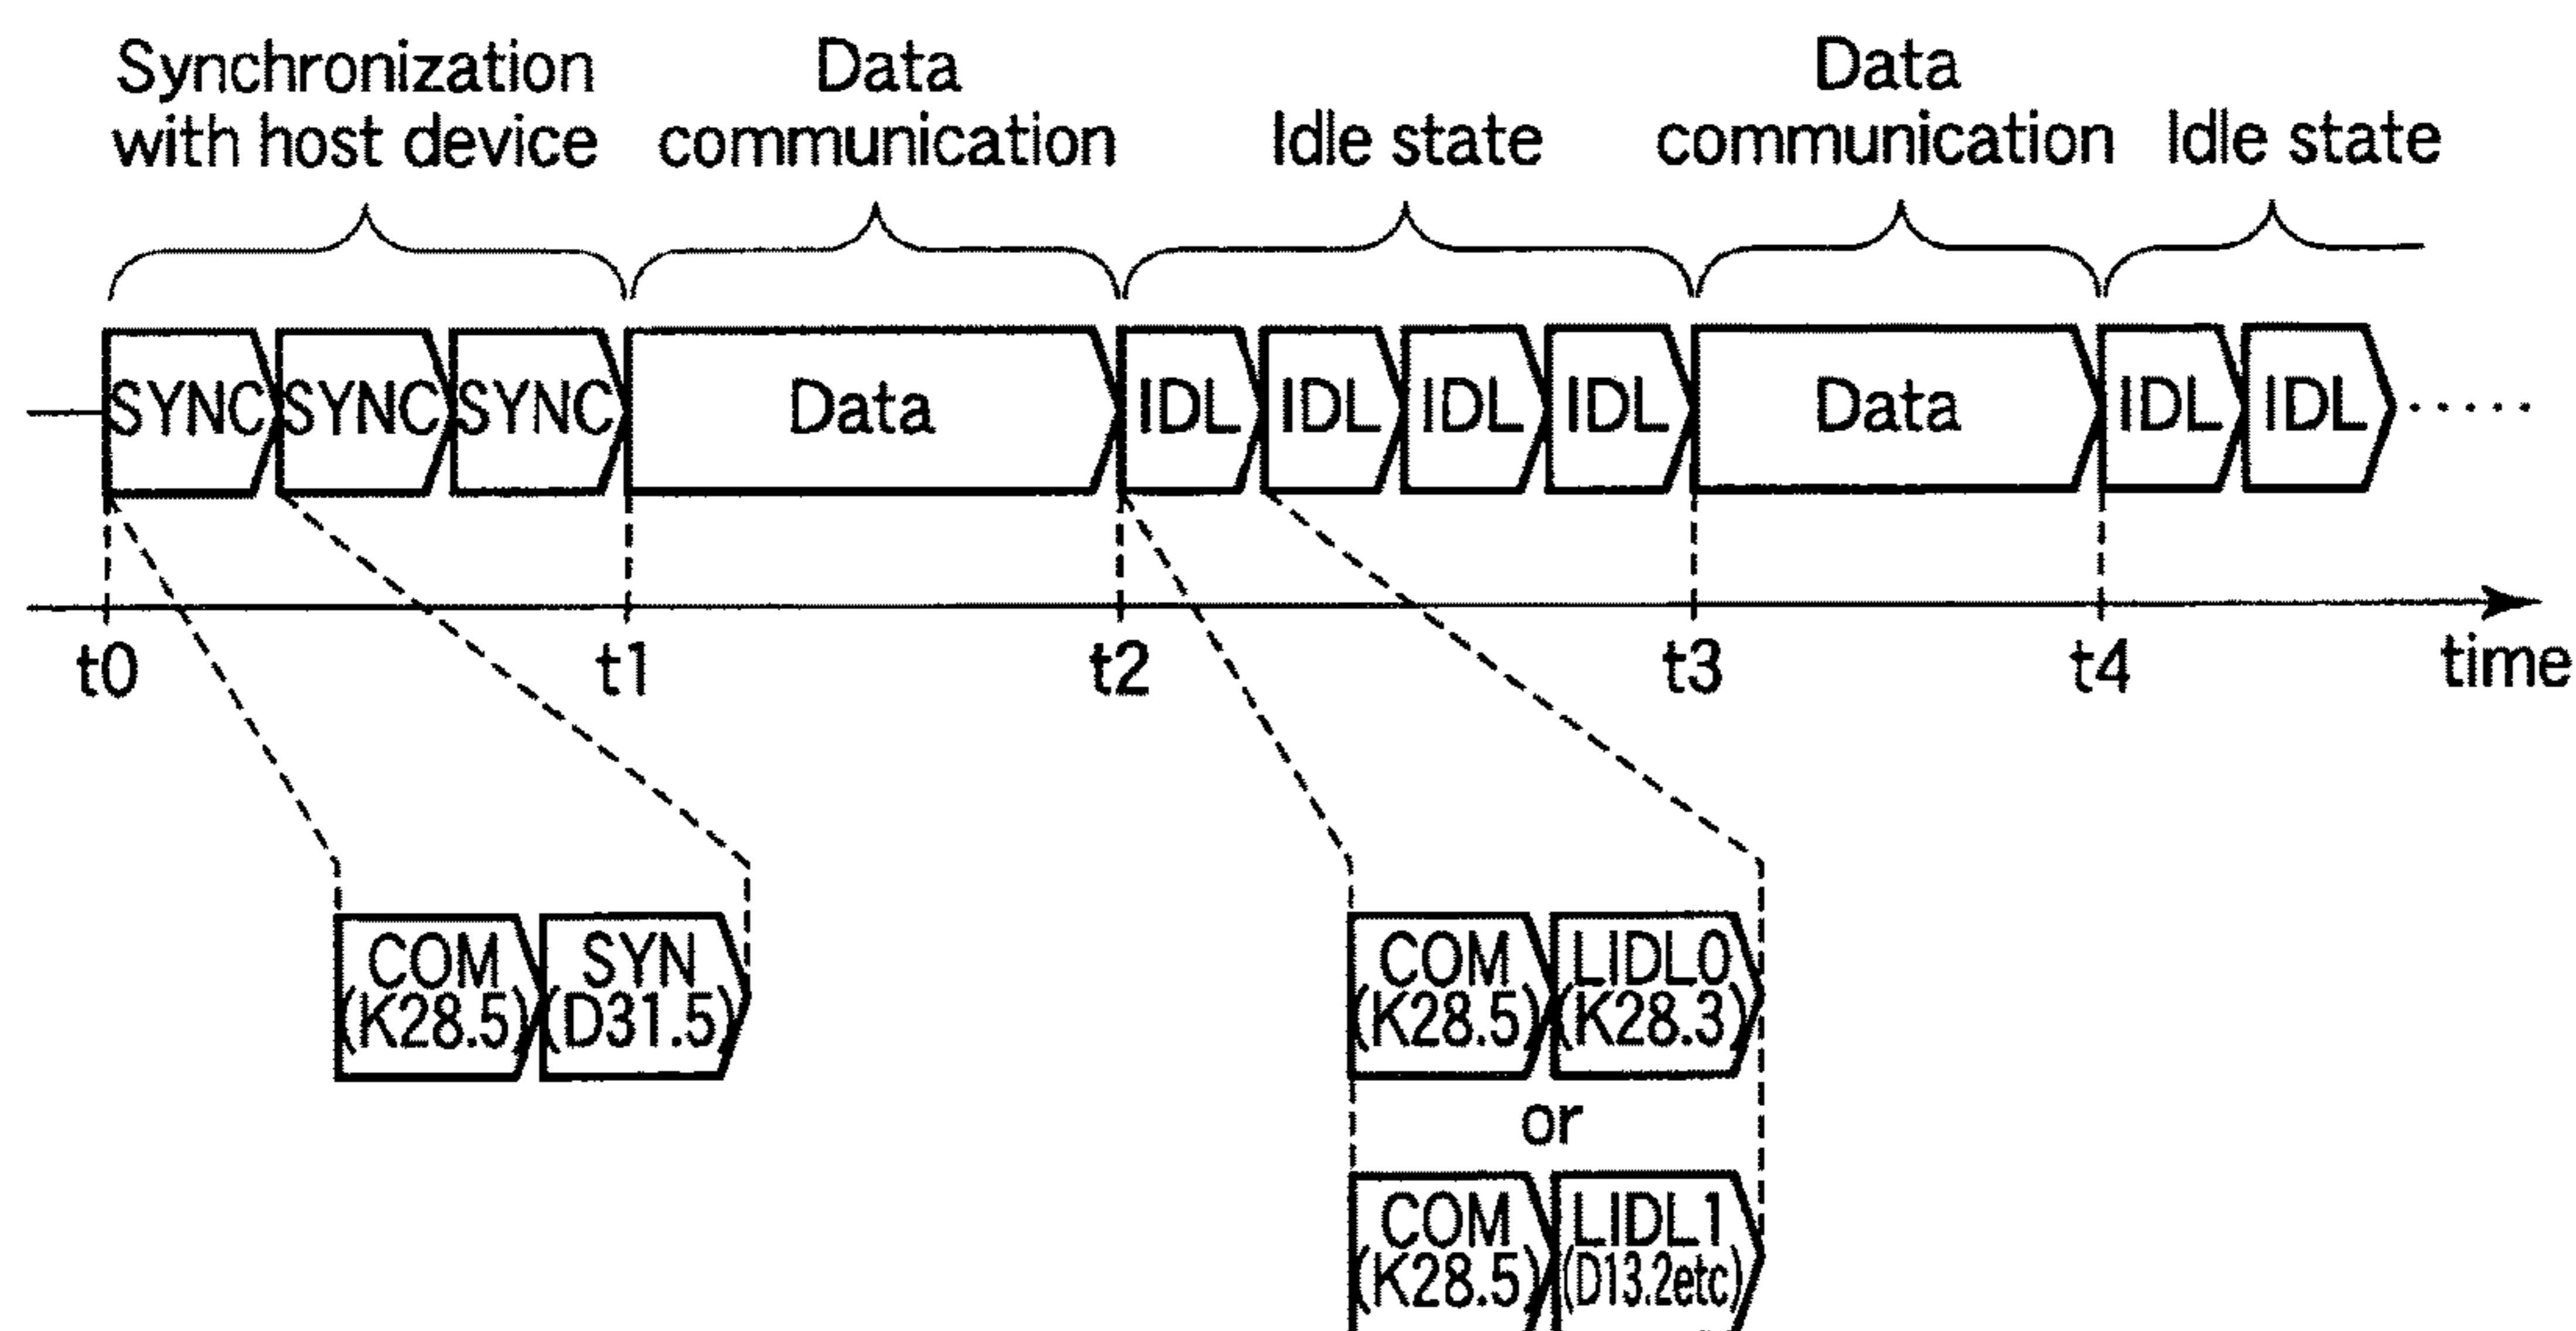 Synchronization
with host device
Data
communication
Idle state
Data
communication
Idle state
SYNC SYNC SYNC Data IDL IDL IDL IDL Data IDL IDL ·····
t0 t1 t2 t3 t4 time
COM
(K28.5)
SYN
(D31.5)
COM
(K28.5)
LIDL0
(K28.3)
or
COM
(K28.5)
LIDL1
(D13.2etc)